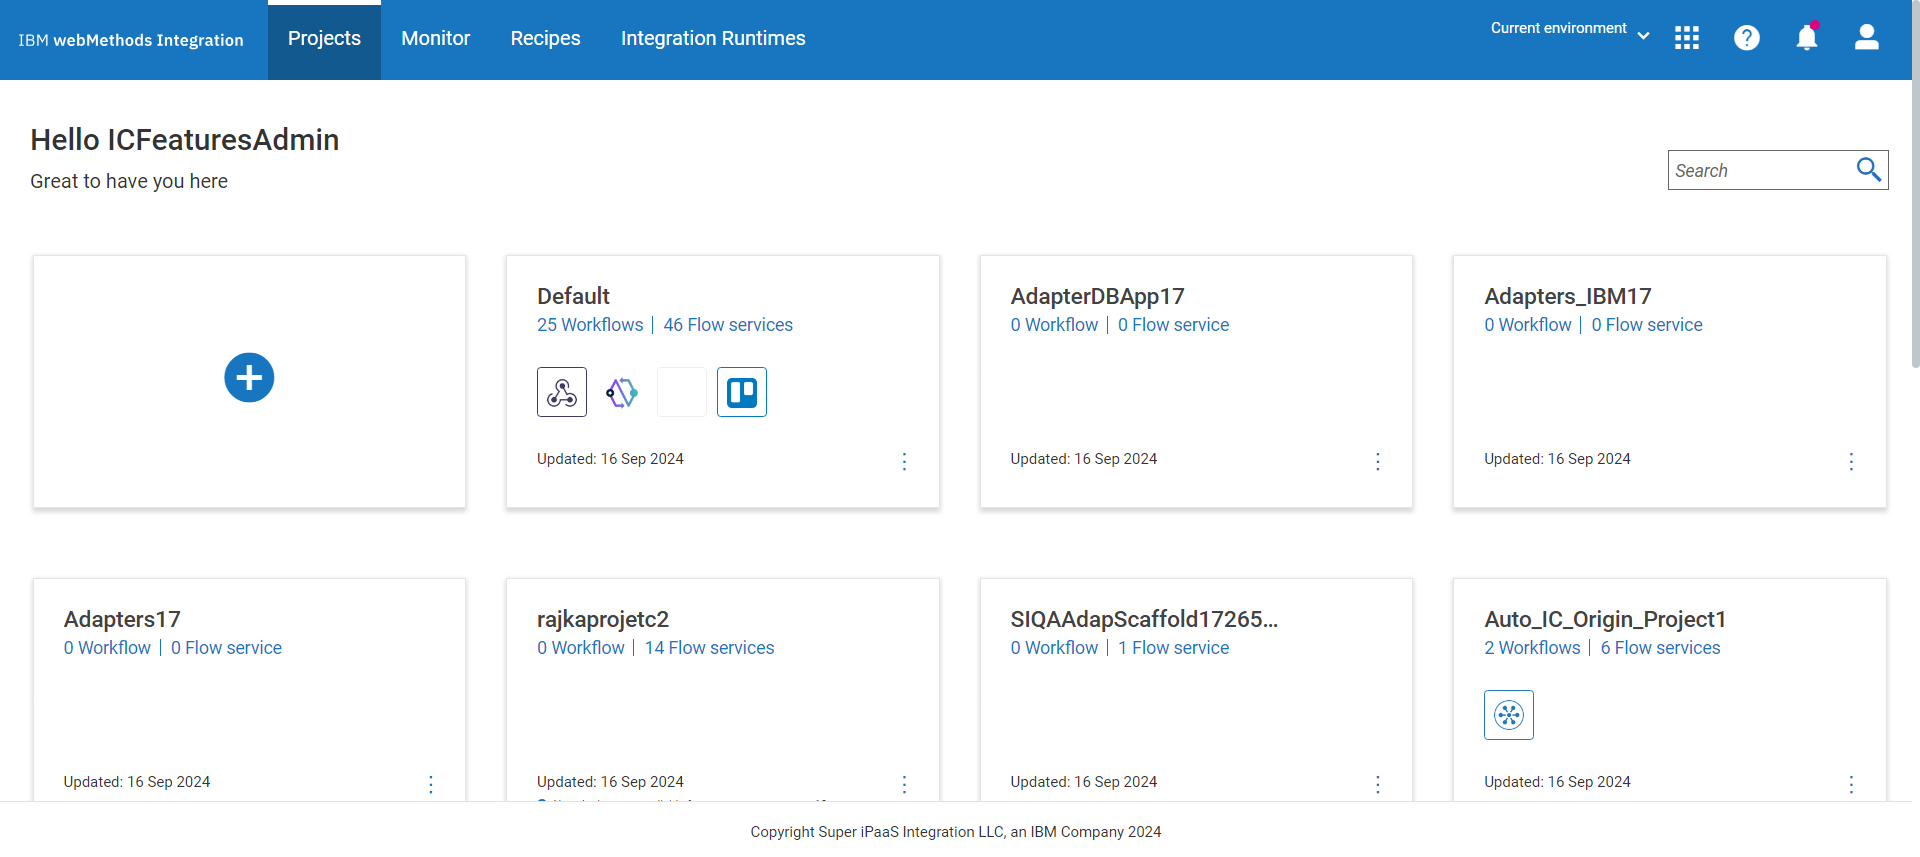 IBM webMethods Integration
Projects
Monitor
Recipes
Integration Runtimes
Current environment
Hello ICFeaturesAdmin
Great to have you here
Search
Default
25 Workflows | 46 Flow services
Updated: 16 Sep 2024
AdapterDBApp17
0 Workflow | 0 Flow service
Updated: 16 Sep 2024
Adapters_IBM17
0 Workflow | 0 Flow service
Updated: 16 Sep 2024
Adapters17
0 Workflow | 0 Flow service
Updated: 16 Sep 2024
rajkaprojetc2
0 Workflow | 14 Flow services
Updated: 16 Sep 2024
SIQAAdapScaffold17265...
0 Workflow | 1 Flow service
Updated: 16 Sep 2024
Auto_IC_Origin_Project1
2 Workflows | 6 Flow services
Updated: 16 Sep 2024
Copyright Super iPaaS Integration LLC, an IBM Company 2024